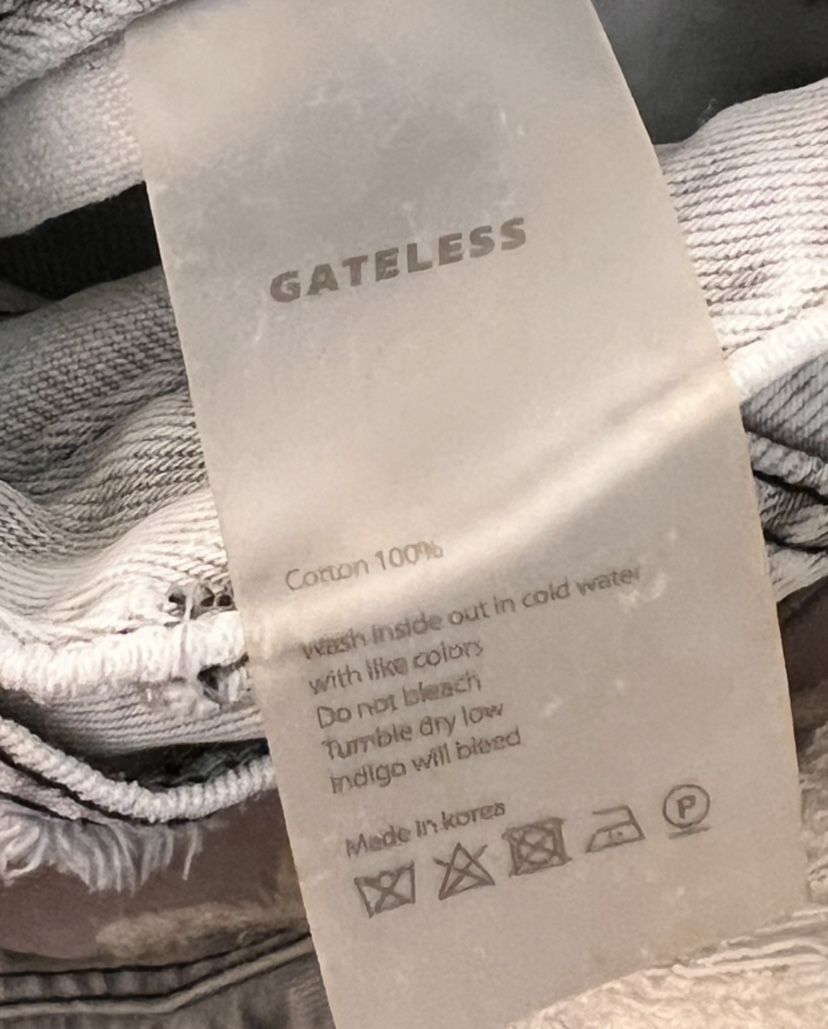 GATELESS
Cotton 100%
Wash inside out in cold water
with like colors
Do not bleach
Tumble dry low
Indigo will bleed
Made in korea
P